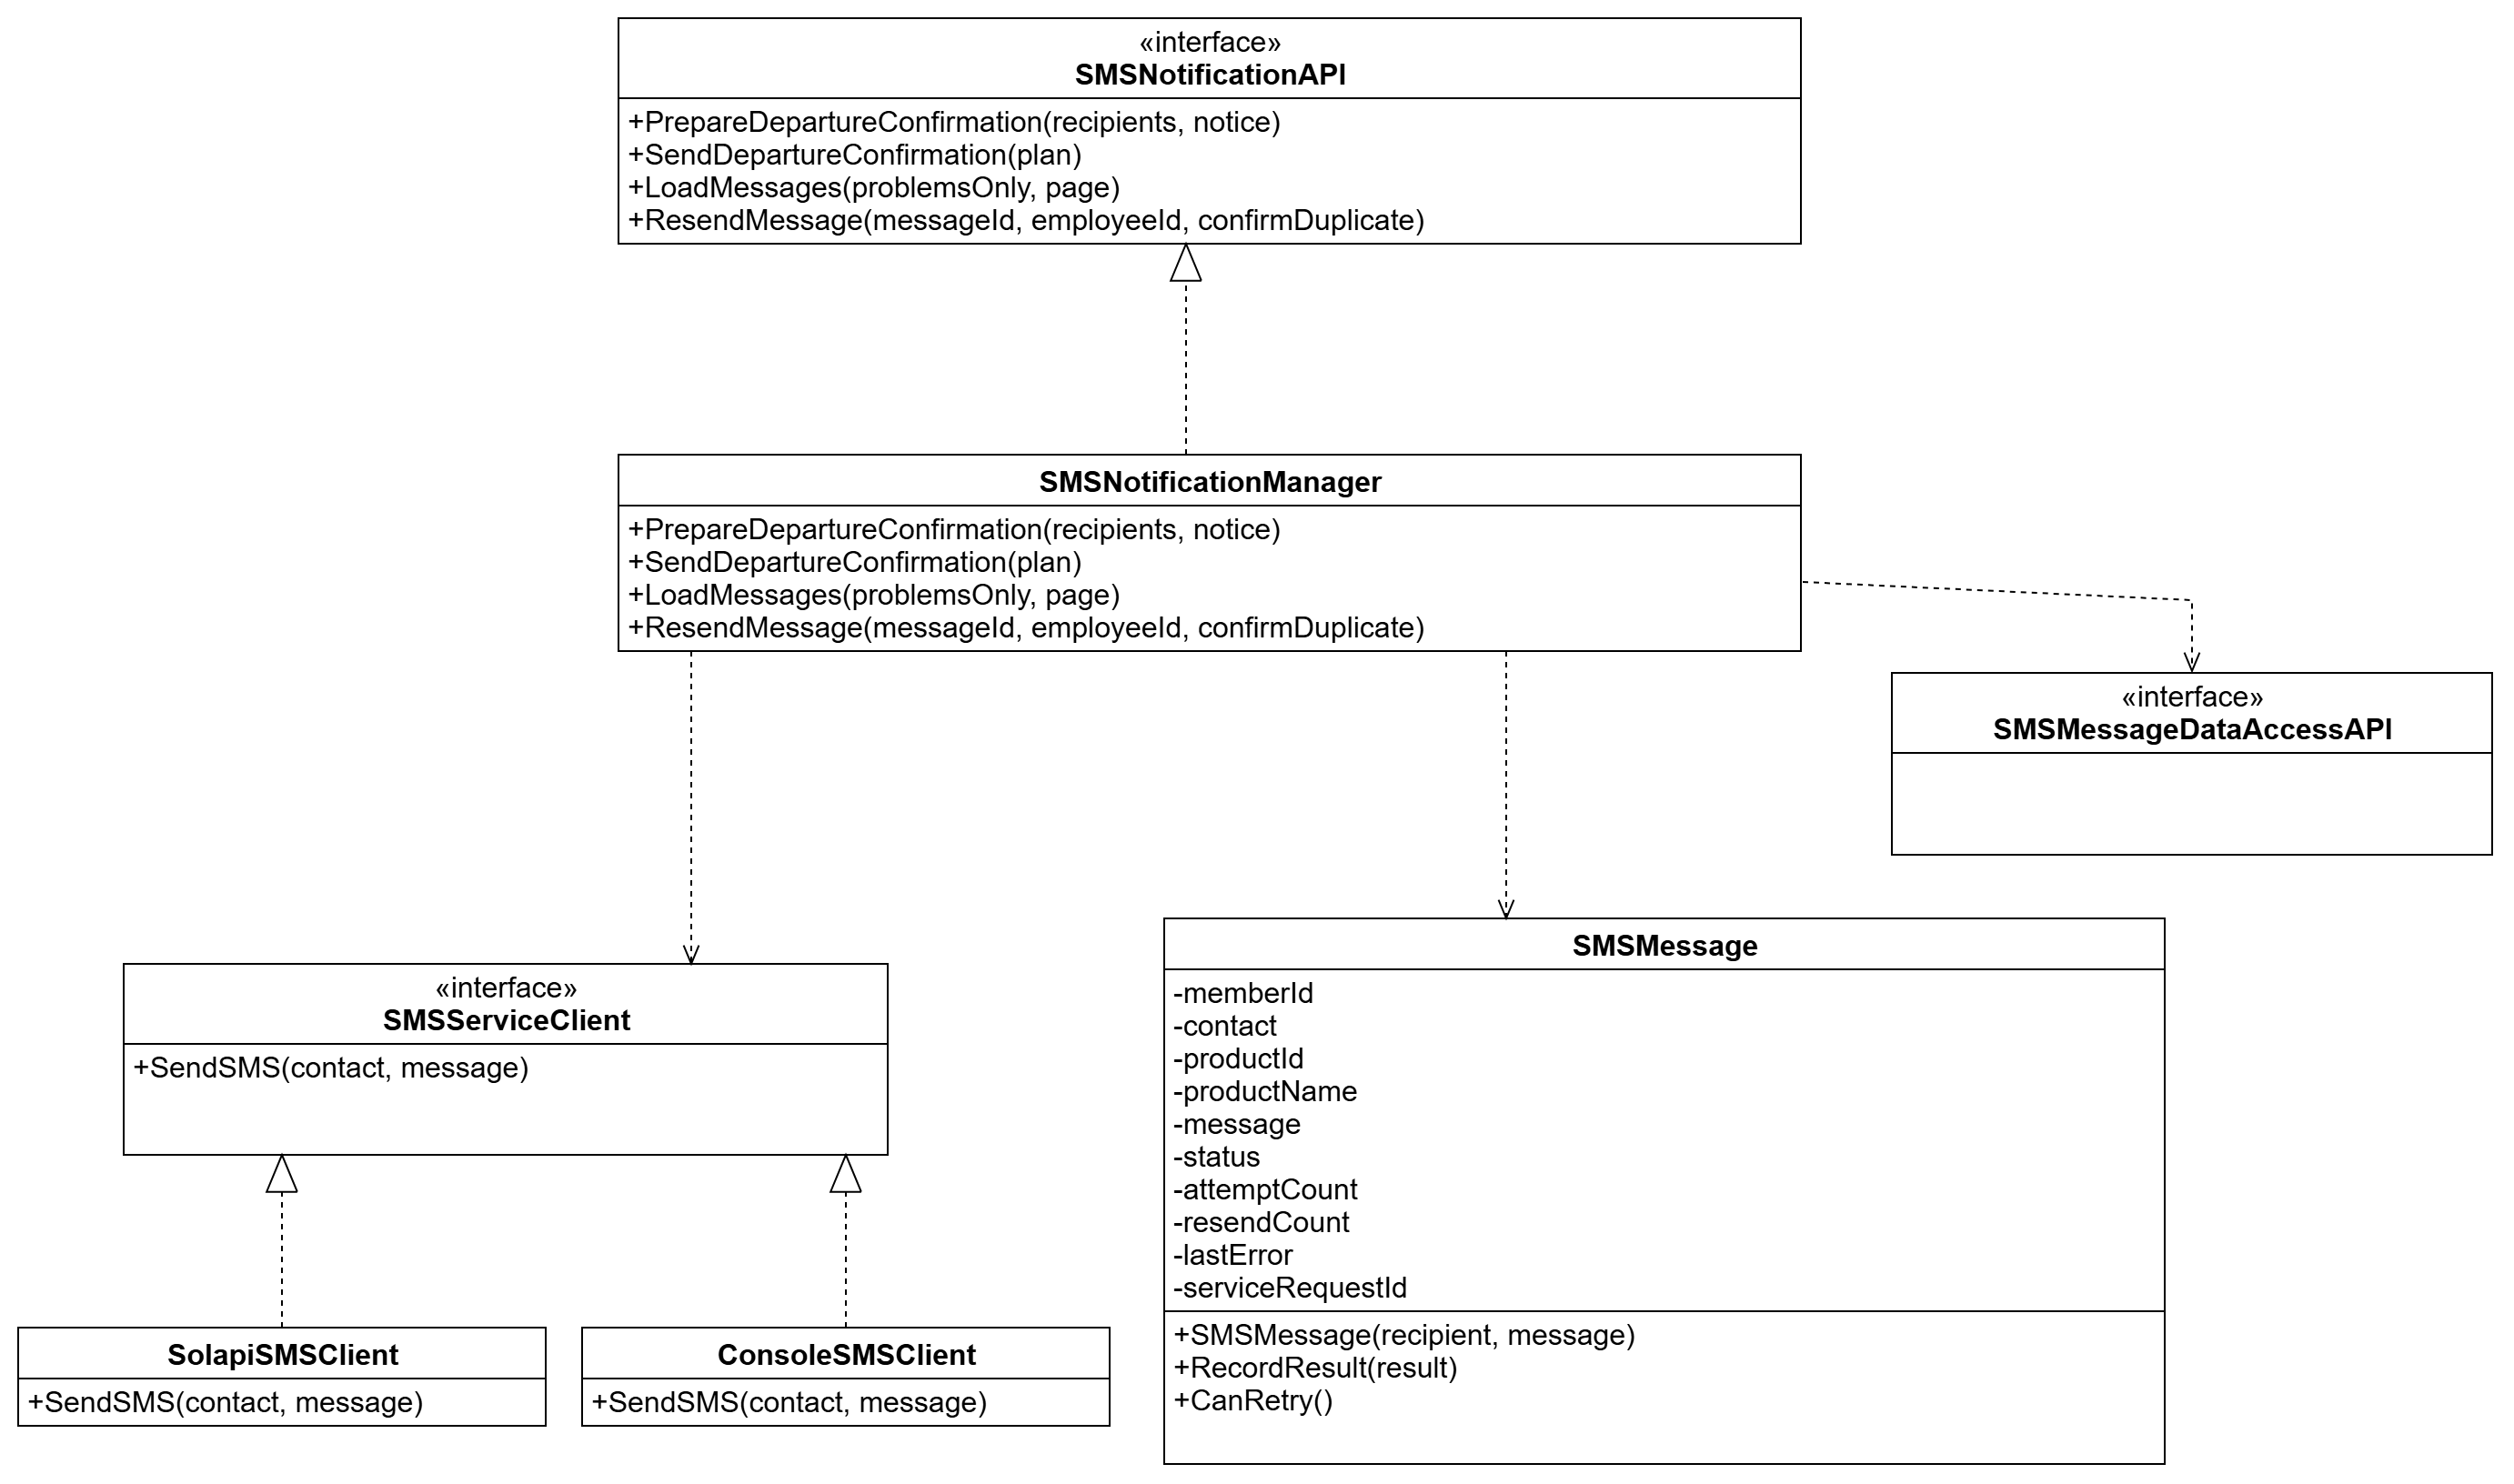 «interface»
SMSNotificationAPI
+PrepareDepartureConfirmation(recipients, notice)
+SendDepartureConfirmation(plan)
+LoadMessages(problemsOnly, page)
+ResendMessage(messageId, employeeId, confirmDuplicate)
SMSNotificationManager
+PrepareDepartureConfirmation(recipients, notice)
+SendDepartureConfirmation(plan)
+LoadMessages(problemsOnly, page)
+ResendMessage(messageId, employeeId, confirmDuplicate)
«interface»
SMSMessageDataAccessAPI
«interface»
SMSServiceClient
+SendSMS(contact, message)
SMSMessage
-memberId
-contact
-productId
-productName
-message
-status
-attemptCount
-resendCount
-lastError
-serviceRequestId
+SMSMessage(recipient, message)
+RecordResult(result)
+CanRetry()
SolapiSMSClient
+SendSMS(contact, message)
ConsoleSMSClient
+SendSMS(contact, message)